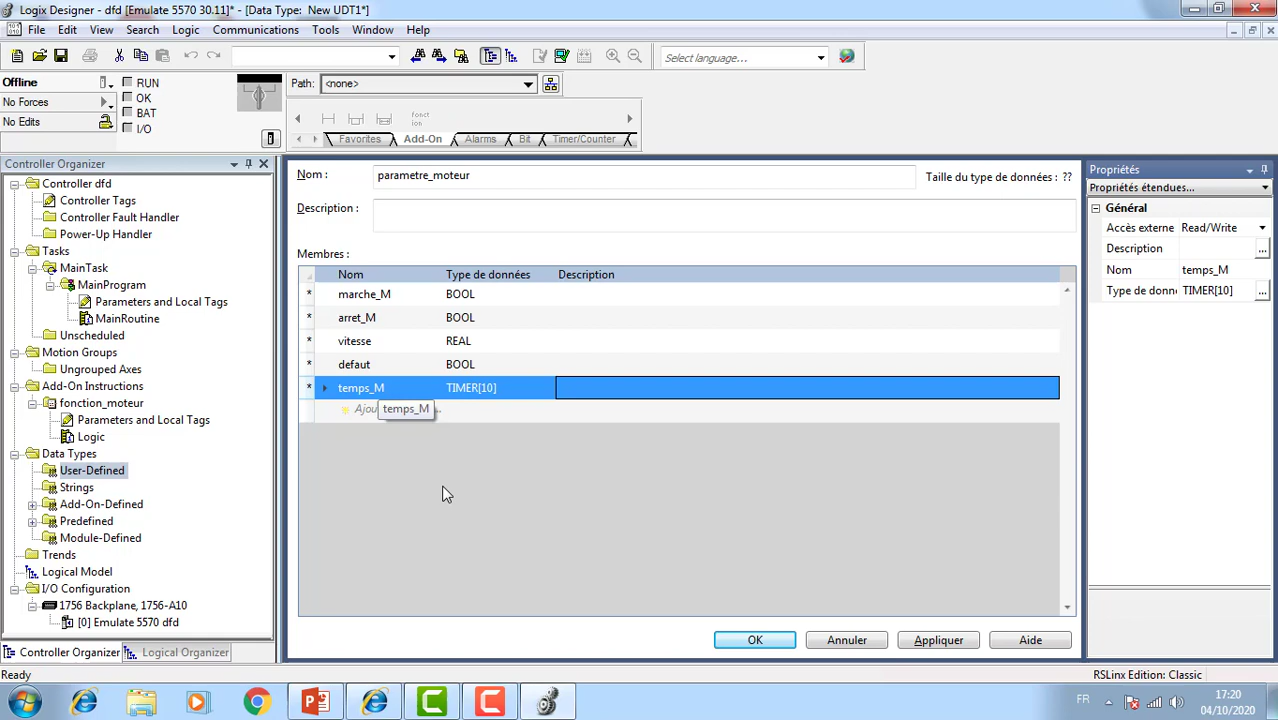 Logix Designer - dfd [Emulate 5570 30.11]* - [Data Type: New UDT1*]
File Edit View Search Logic Communications Tools Window Help
Select language...
Offline
RUN
No Forces
OK
No Edits
BAT
I/O
Path: <none>
fonct
ion
Favorites Add-On Alarms Bit Timer/Counter
Controller Organizer
Controller dfd
Controller Tags
Controller Fault Handler
Power-Up Handler
Tasks
MainTask
MainProgram
Parameters and Local Tags
MainRoutine
Unscheduled
Motion Groups
Ungrouped Axes
Add-On Instructions
fonction_moteur
Parameters and Local Tags
Logic
Data Types
User-Defined
Strings
Add-On-Defined
Predefined
Module-Defined
Trends
Logical Model
I/O Configuration
1756 Backplane, 1756-A10
[0] Emulate 5570 dfd
Controller Organizer Logical Organizer
Nom : parametre_moteur Taille du type de données : ??
Description :
Membres :
Nom Type de données Description
* marche_M BOOL
* arret_M BOOL
* vitesse REAL
* defaut BOOL
* temps_M TIMER[10]
temps_M
OK Annuler Appliquer Aide
Propriétés
Propriétés étendues...
Général
Accès externe Read/Write
Description ...
Nom temps_M
Type de donn TIMER[10] ...
Ready
RSLinx Edition: Classic
FR
17:20
04/10/2020